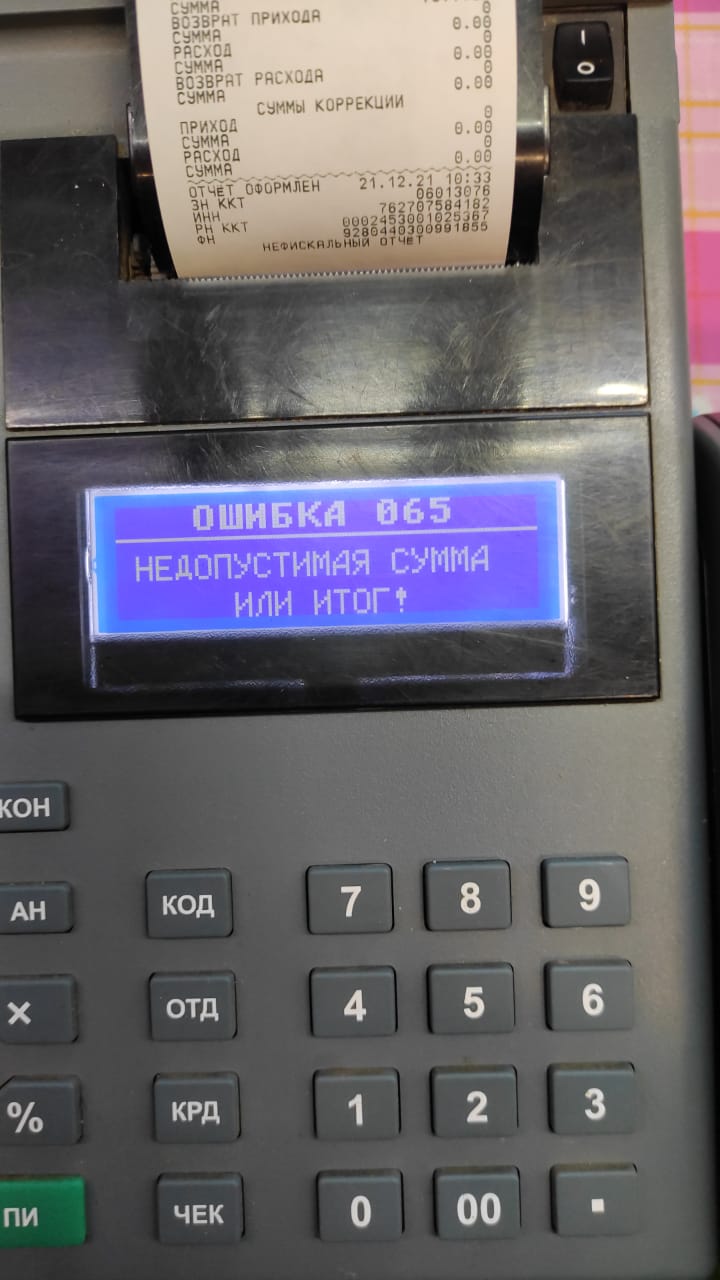 СУММА
0
ВОЗВРАТ ПРИХОДА 0.00
СУММА 0
РАСХОД 0.00
СУММА 0
ВОЗВРАТ РАСХОДА 0.00
СУММА
СУММЫ КОРРЕКЦИИ
0
ПРИХОД 0.00
СУММА 0
РАСХОД 0.00
СУММА
ОТЧЕТ ОФОРМЛЕН 21.12.21 10:33
ЗН ККТ 06013076
ИНН 762707584182
РН ККТ 0002453001025367
ФН 9280440300991855
НЕФИСКАЛЬНЫЙ ОТЧЕТ
ОШИБКА 065
НЕДОПУСТИМАЯ СУММА
ИЛИ ИТОГ!
КОН
АН КОД 7 8 9
× ОТД 4 5 6
% КРД 1 2 3
ПИ ЧЕК 0 00 .